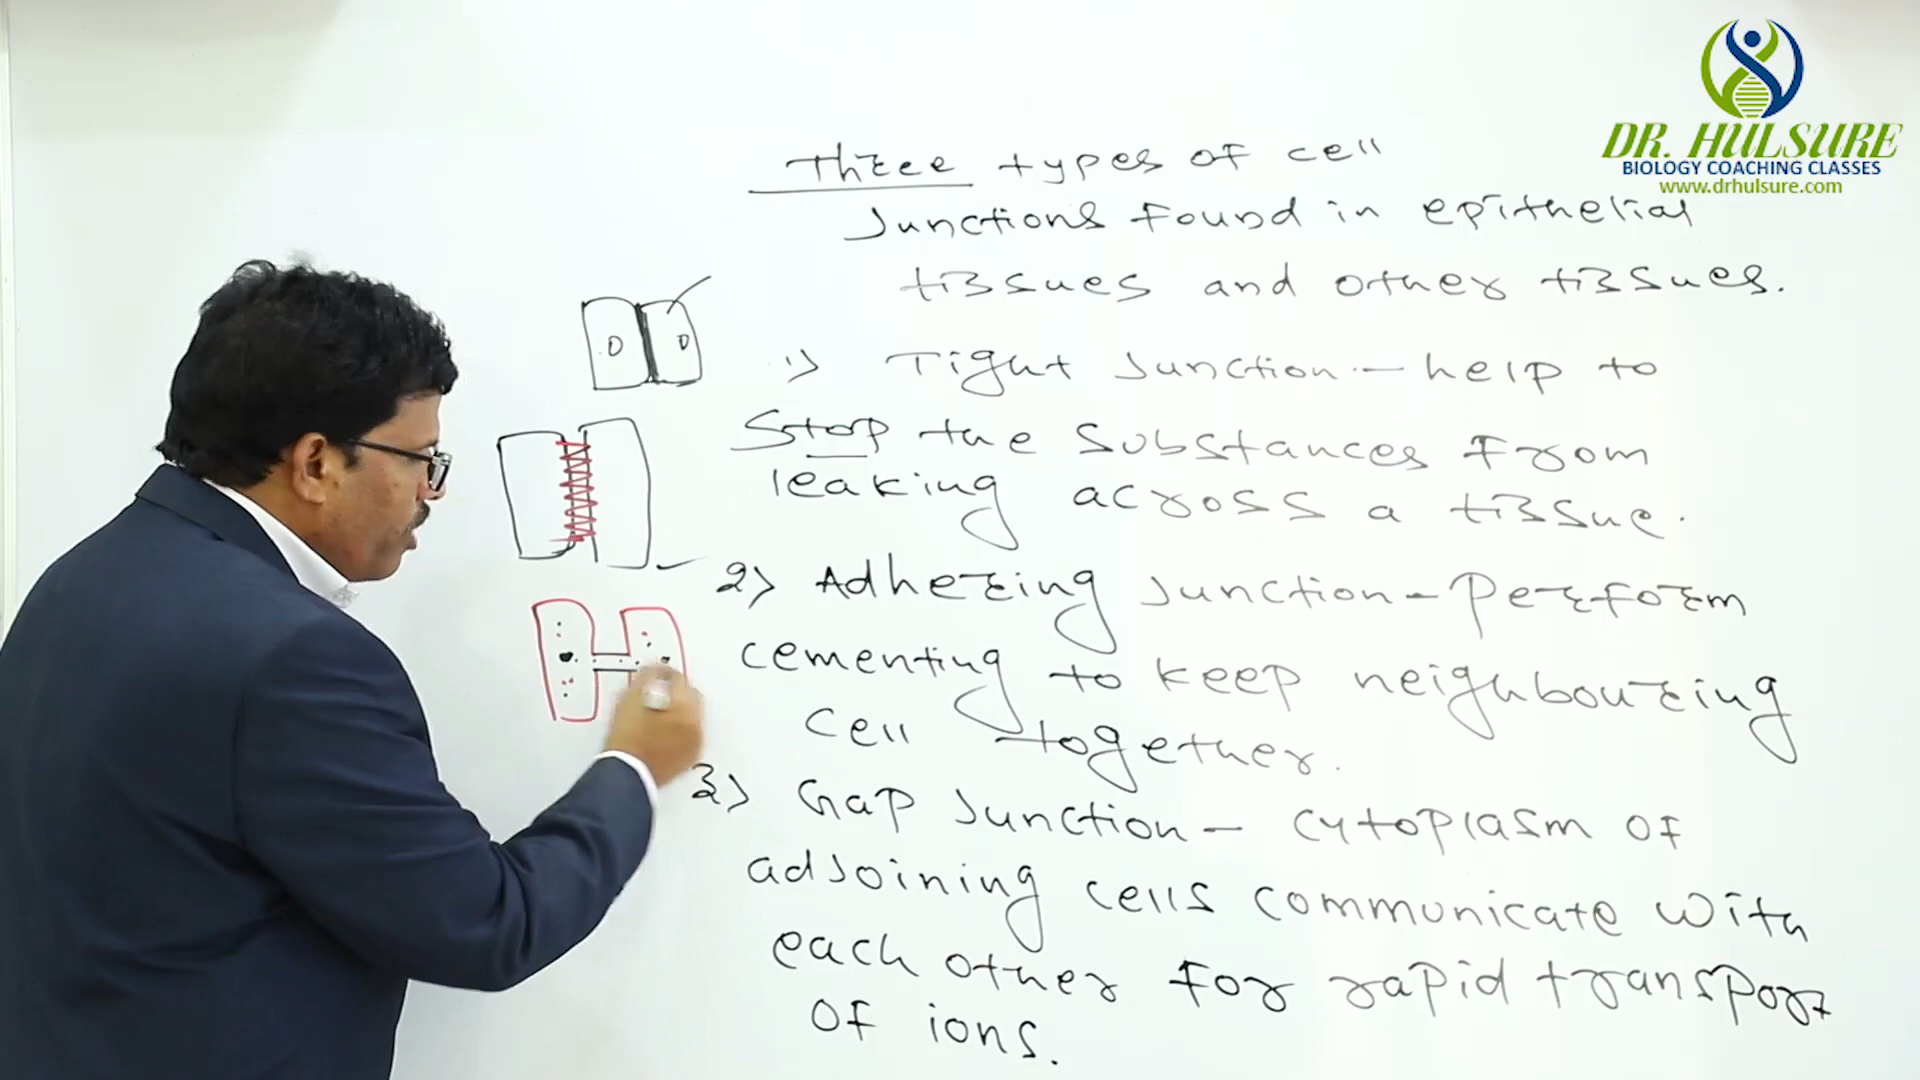 DR. HULSURE
BIOLOGY COACHING CLASSES
www.drhulsure.com
Three types of cell
Junctions Found in epithelial
tissues and other tissues.
1) Tight Junction - help to
Stop the substances from
leaking across a tissue.
2) Adhering Junction - Perform
cementing to keep neighbouring
cell together.
3) Gap Junction - cytoplasm of
adjoining cells communicate with
each other for rapid transport
of ions.